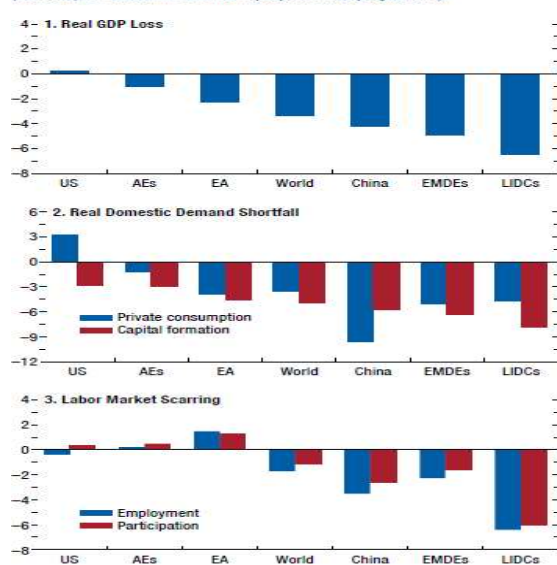 4- 1. Real GDP Loss
2-
0
-2-
-4-
-6-
-8
US AEs EA World China EMDEs LIDCs
6- 2. Real Domestic Demand Shortfall
3-
0
-3-
-6-
-9-
-12
Private consumption
Capital formation
US AEs EA World China EMDEs LIDCs
4- 3. Labor Market Scarring
2-
0
-2-
-4-
-6-
-8
Employment
Participation
US AEs EA World China EMDEs LIDCs